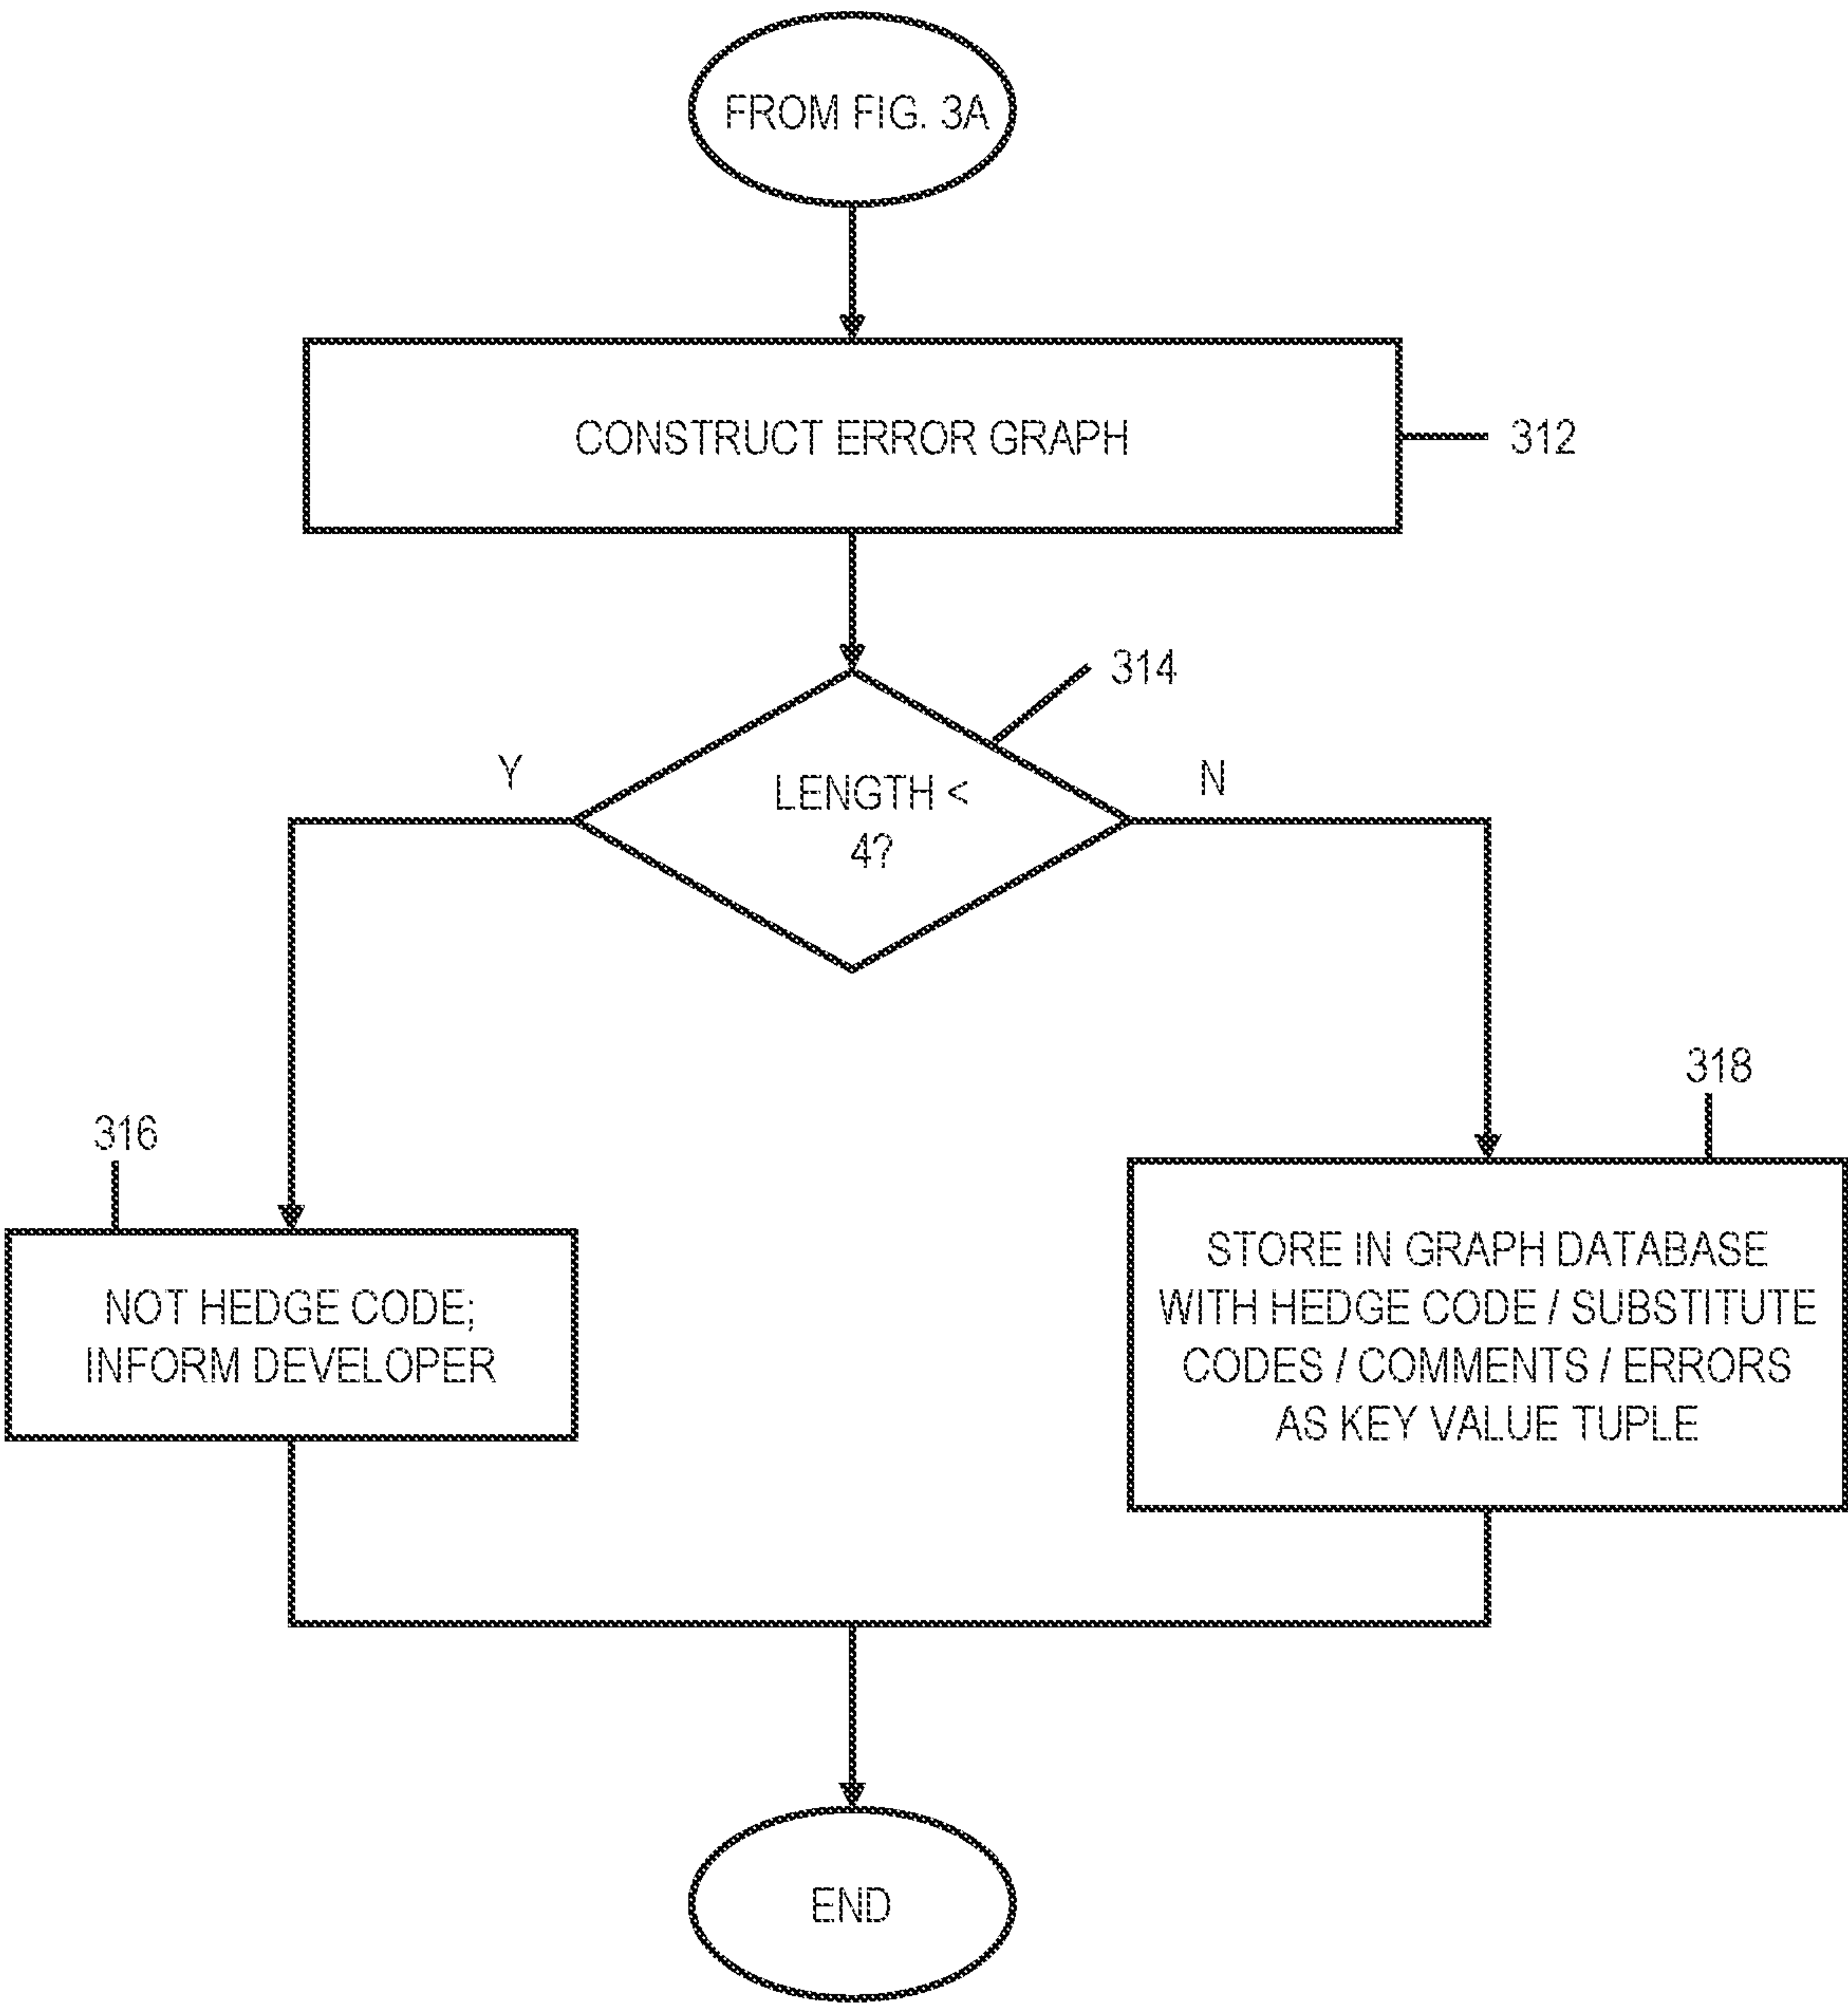 FROM FIG. 3A
CONSTRUCT ERROR GRAPH
312
314
Y
N
LENGTH <
4?
318
316
STORE IN GRAPH DATABASE
WITH HEDGE CODE / SUBSTITUTE
CODES / COMMENTS / ERRORS
AS KEY VALUE TUPLE
NOT HEDGE CODE;
INFORM DEVELOPER
END